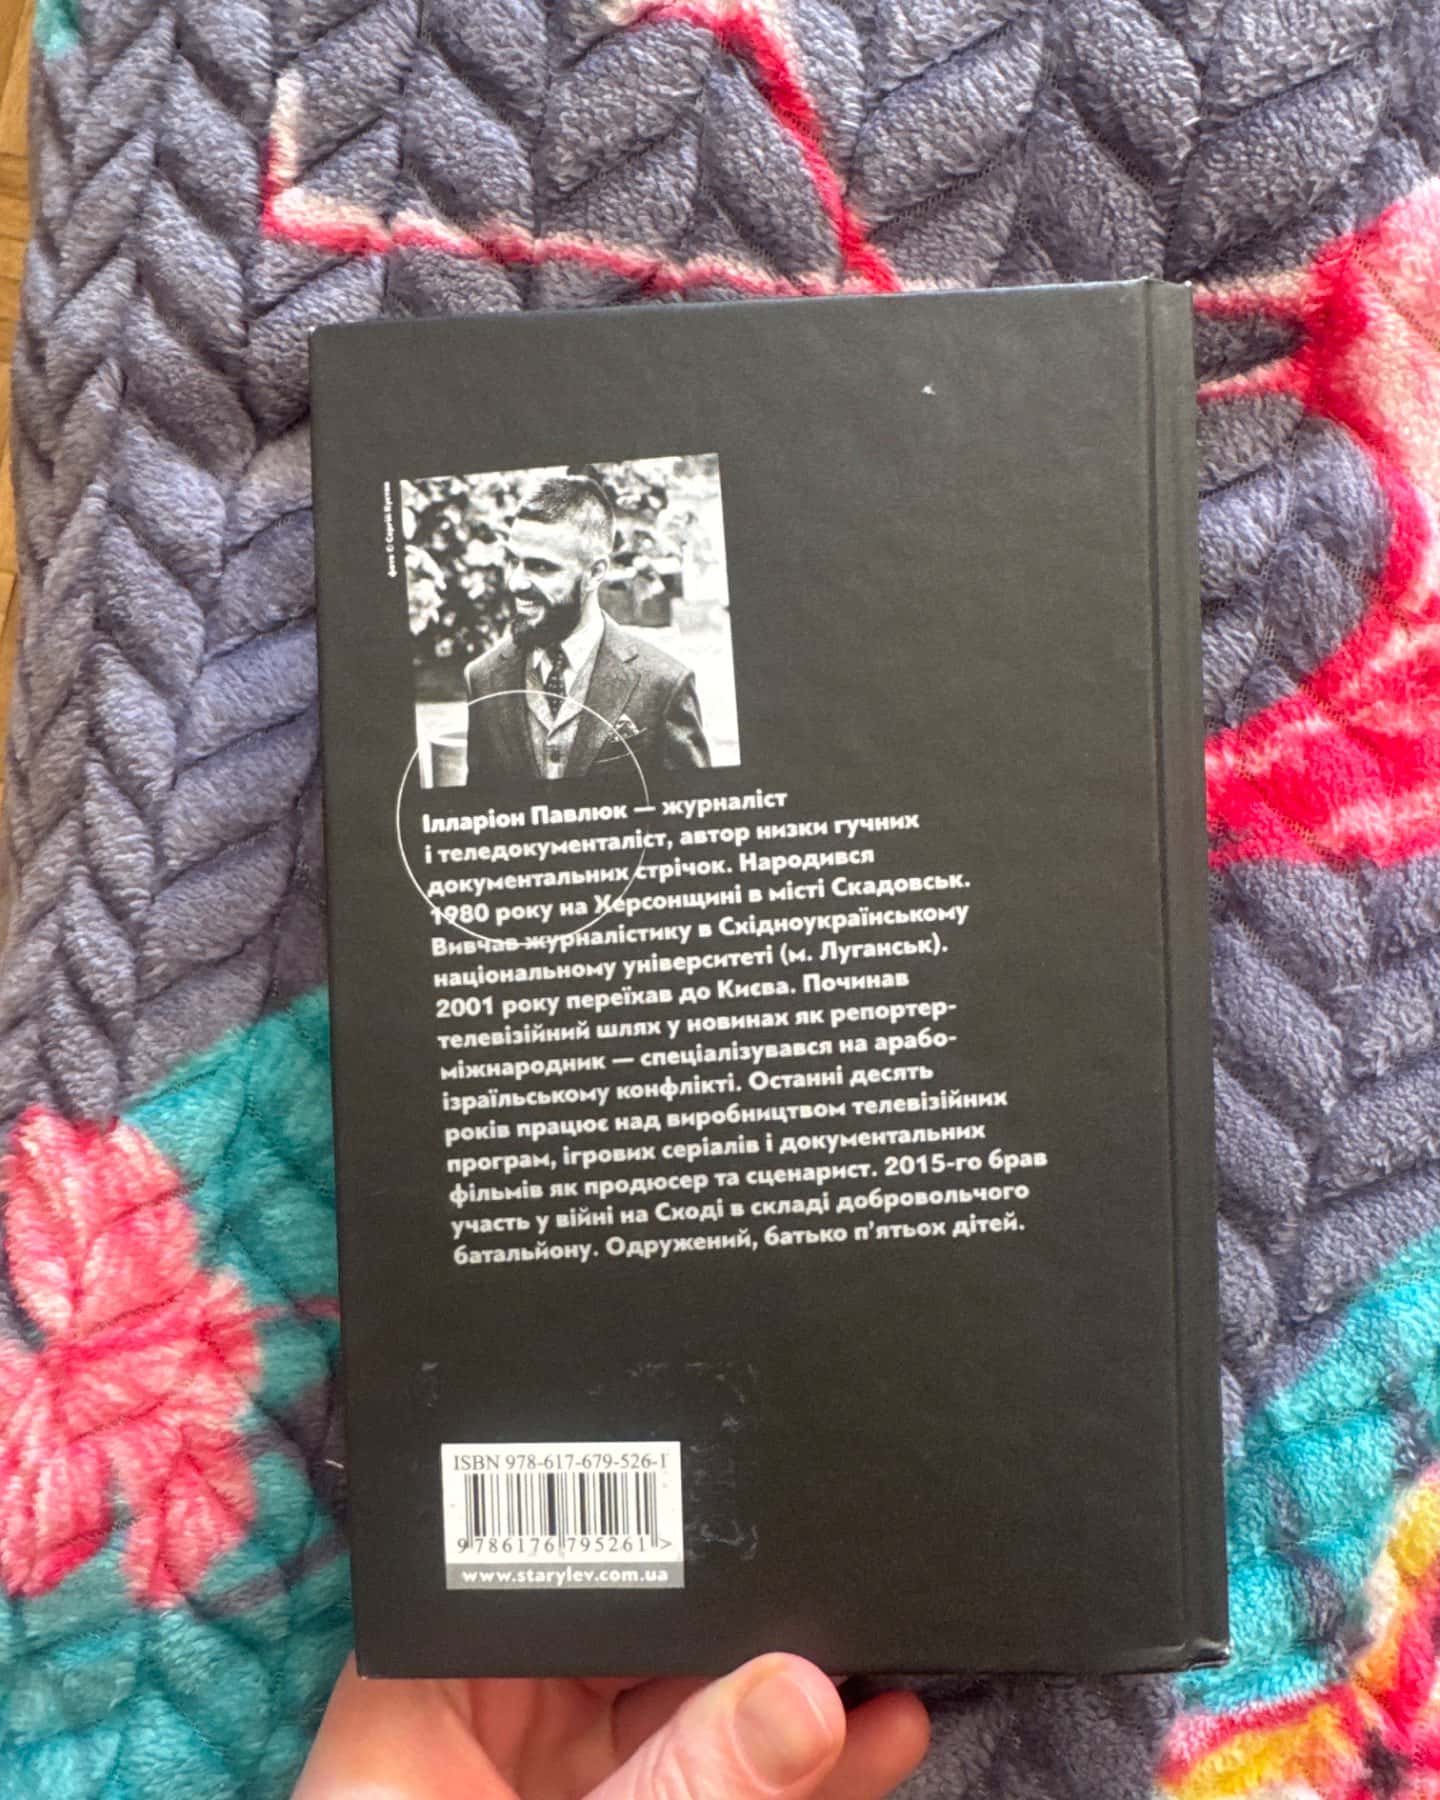 фото © Сергій Кустов
Ілларіон Павлюк — журналіст
і теледокументаліст, автор низки гучних
документальних стрічок. Народився
1980 року на Херсонщині в місті Скадовськ.
Вивчав журналістику в Східноукраїнському
національному університеті (м. Луганськ).
2001 року переїхав до Києва. Починав
телевізійний шлях у новинах як репортер-
міжнародник — спеціалізувався на арабо-
ізраїльському конфлікті. Останні десять
років працює над виробництвом телевізійних
програм, ігрових серіалів і документальних
фільмів як продюсер та сценарист. 2015-го брав
участь у війні на Сході в складі добровольчого
батальйону. Одружений, батько п’ятьох дітей.
ISBN 978-617-679-526-1
9 786176 795261 >
www.starylev.com.ua